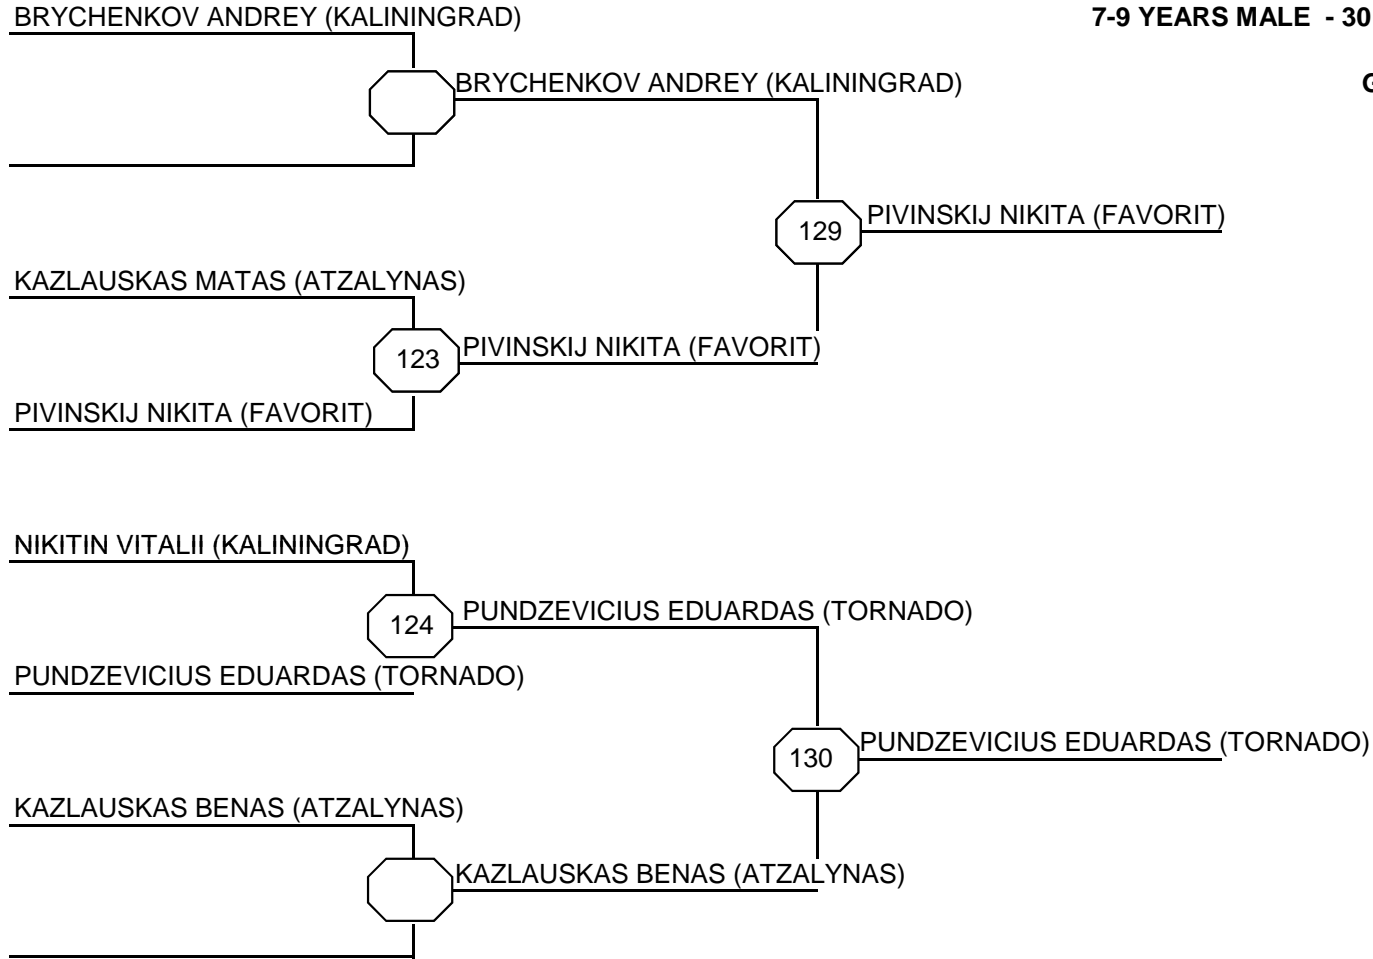 BRYCHENKOV ANDREY (KALININGRAD)
7-9 YEARS MALE - 30
BRYCHENKOV ANDREY (KALININGRAD)
G
PIVINSKIJ NIKITA (FAVORIT)
129
KAZLAUSKAS MATAS (ATZALYNAS)
PIVINSKIJ NIKITA (FAVORIT)
123
PIVINSKIJ NIKITA (FAVORIT)
NIKITIN VITALII (KALININGRAD)
PUNDZEVICIUS EDUARDAS (TORNADO)
124
PUNDZEVICIUS EDUARDAS (TORNADO)
PUNDZEVICIUS EDUARDAS (TORNADO)
130
KAZLAUSKAS BENAS (ATZALYNAS)
KAZLAUSKAS BENAS (ATZALYNAS)